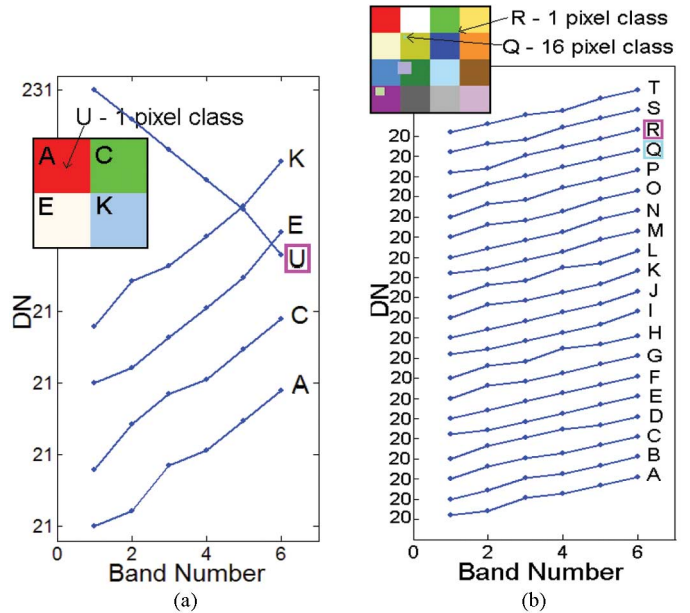 231
U - 1 pixel class
A C
E K
K
E
U
C
A
21
21
21
DN
0 2 4 6
Band Number
(a)
R - 1 pixel class
Q - 16 pixel class
T
S
20 R
20 Q
20 P
20 O
20 N
20 M
20 L
20 K
20 J
20 I
20 H
20 G
20 F
20 E
20 D
20 C
20 B
20 A
20
20
DN
0 2 4 6
Band Number
(b)